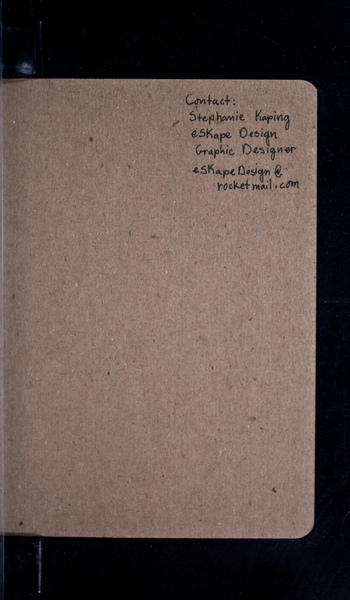 Contact:
Stephanie Kaping
eSKape Design
Graphic Designer
eSKapeDesign@
rocketmail.com